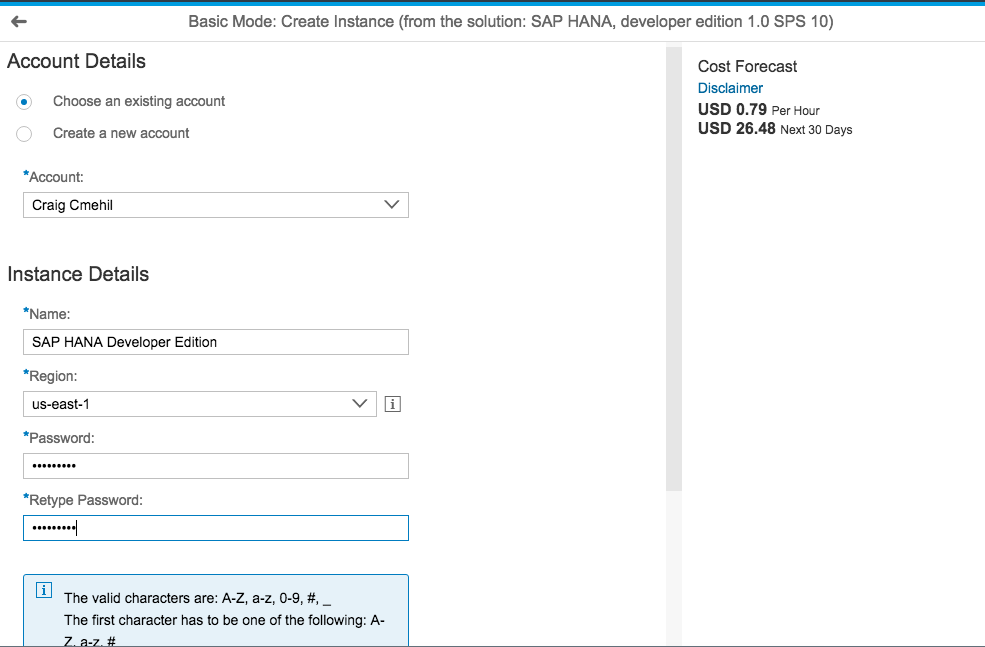 Basic Mode: Create Instance (from the solution: SAP HANA, developer edition 1.0 SPS 10)
Account Details
Choose an existing account
Create a new account
*Account:
Craig Cmehil
Instance Details
*Name:
SAP HANA Developer Edition
*Region:
us-east-1
i
*Password:
•••••••••
*Retype Password:
•••••••••
i
The valid characters are: A-Z, a-z, 0-9, #, _
The first character has to be one of the following: A-
Z, a-z, #
Cost Forecast
Disclaimer
USD 0.79 Per Hour
USD 26.48 Next 30 Days